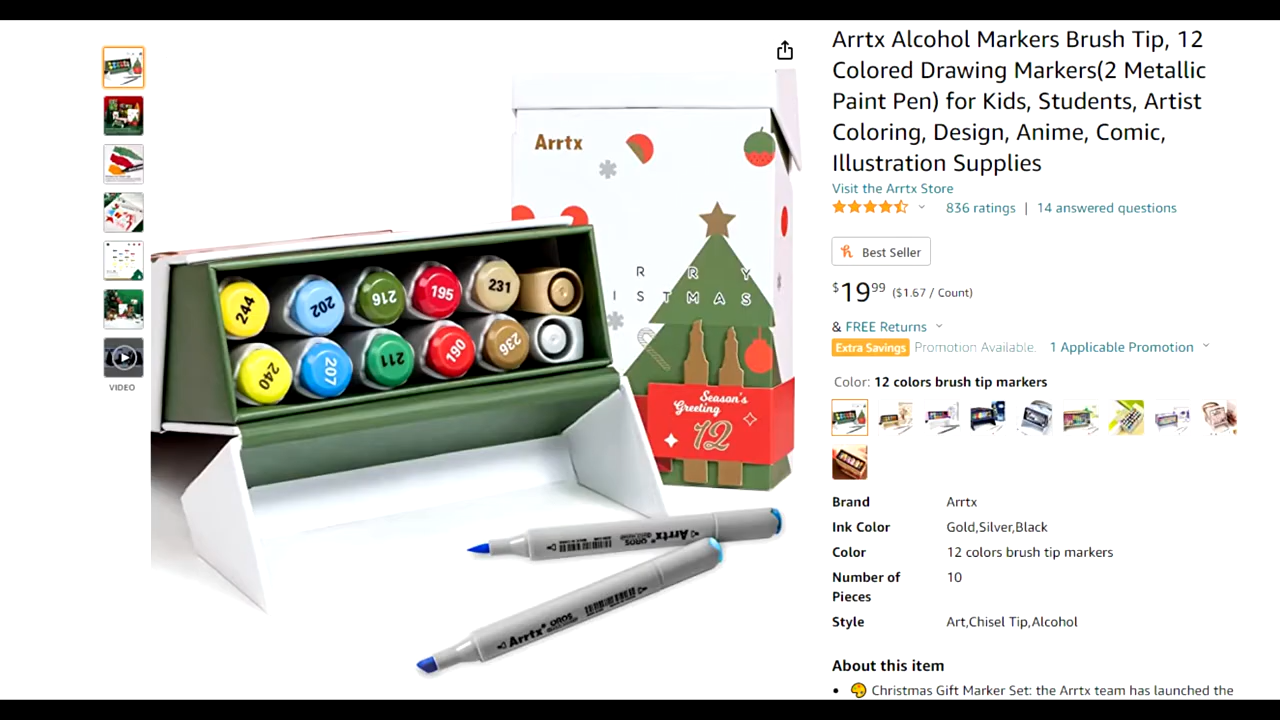 Arrtx Alcohol Markers Brush Tip, 12
Colored Drawing Markers(2 Metallic
Paint Pen) for Kids, Students, Artist
Coloring, Design, Anime, Comic,
Illustration Supplies
Visit the Arrtx Store
836 ratings | 14 answered questions
Best Seller
$19.99 ($1.67 / Count)
& FREE Returns
Extra Savings Promotion Available. 1 Applicable Promotion
Color: 12 colors brush tip markers
Brand Arrtx
Ink Color Gold,Silver,Black
Color 12 colors brush tip markers
Number of Pieces 10
Style Art,Chisel Tip,Alcohol
About this item
• Christmas Gift Marker Set: the Arrtx team has launched the
VIDEO
Arrtx
R R Y
I S T M A S
Season's
Greeting
12
244 202 216 195 231
240 207 211 190 236
Arrtx OROS
Arrtx OROS